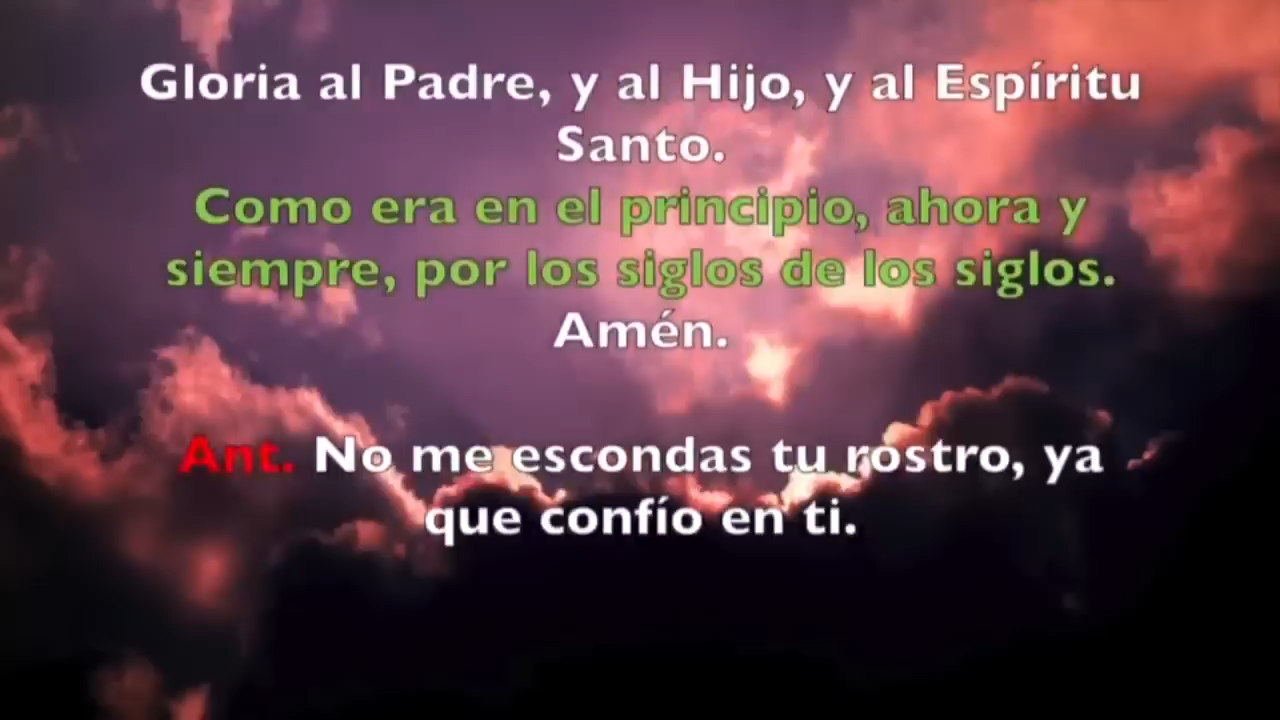 Gloria al Padre, y al Hijo, y al Espíritu
Santo.
Como era en el principio, ahora y
siempre, por los siglos de los siglos.
Amén.
Ant. No me escondas tu rostro, ya
que confío en ti.